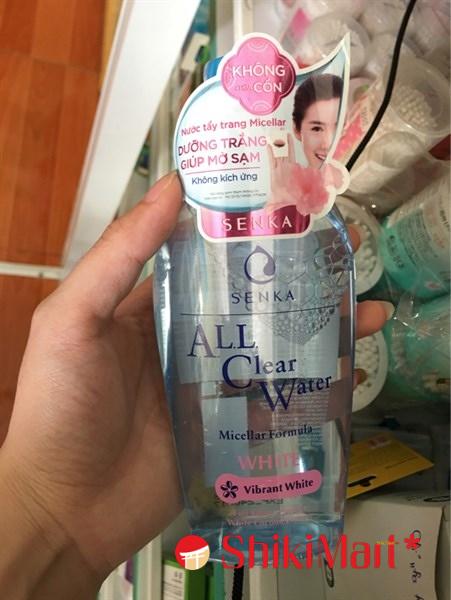 KHÔNG
CỒN
Nước tẩy trang Micellar
DƯỠNG TRẮNG
GIÚP MỜ SẠM
Không kích ứng
SENKA
SENKA
ALL
Clear
Water
Micellar Formula
WHITE
Vibrant White
ShikiMart